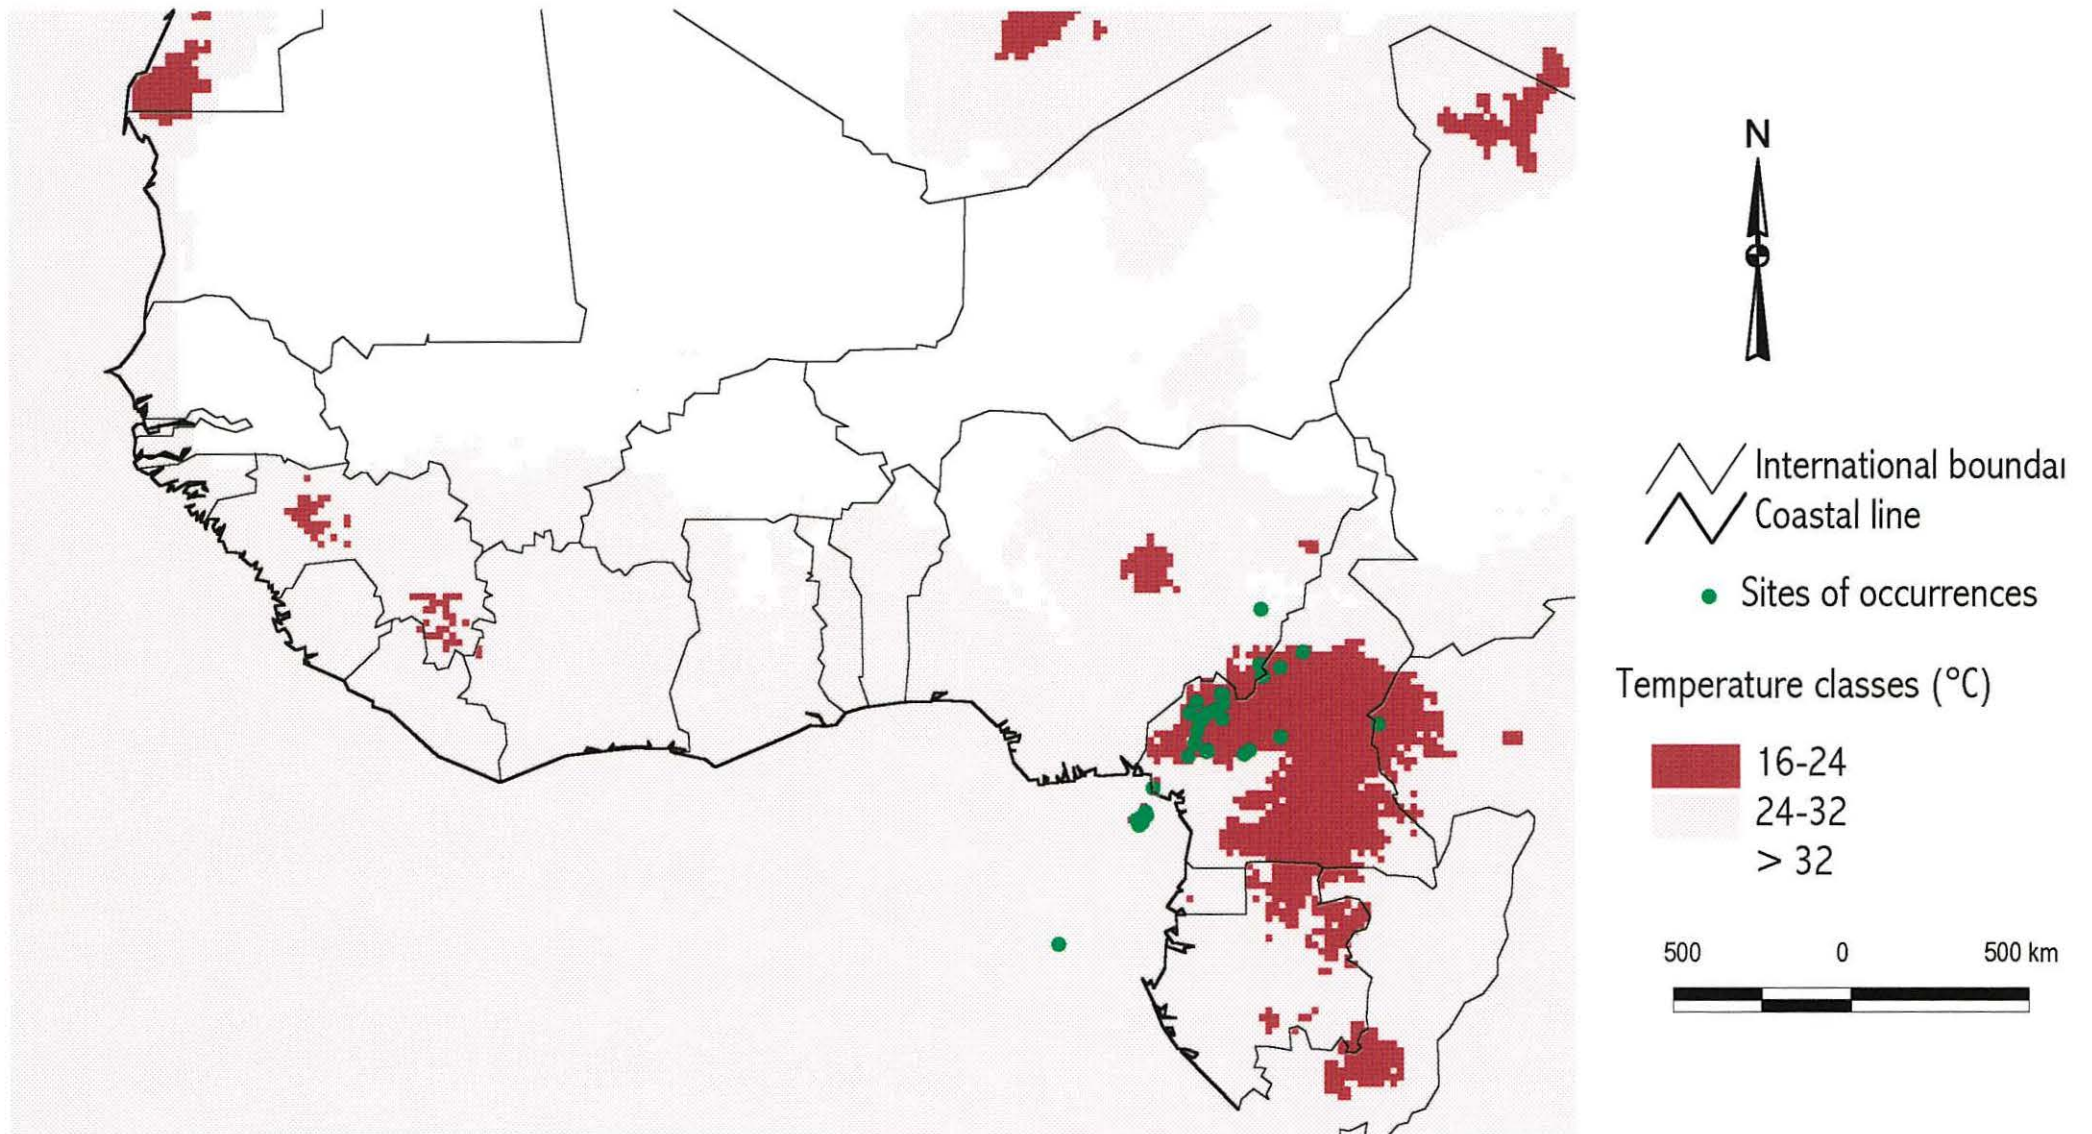 N
International boundai
Coastal line
Sites of occurrences
Temperature classes (°C)
16-24
24-32
> 32
500 0 500 km